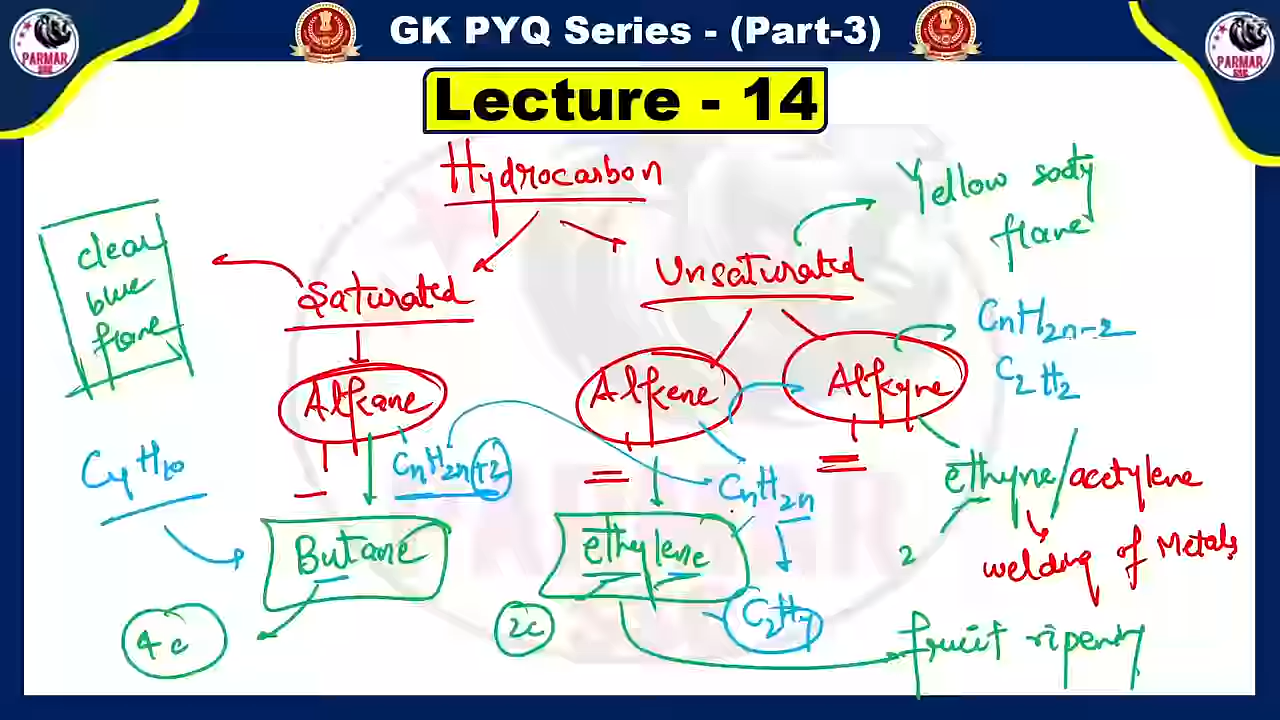 PARMAR
SSC
GK PYQ Series - (Part-3)
PARMAR
SSC
Lecture - 14
Hydrocarbon
Yellow sooty
flame
clear
blue
flame
Saturated
Unsaturated
CnH2n-2
C2H2
Alkane
Alkene
Alkyne
C4H10
CnH2n+2
CnH2n
ethyne/acetylene
Butane
ethylene
2
welding of Metals
4c
2c
C2H4
fruit ripening